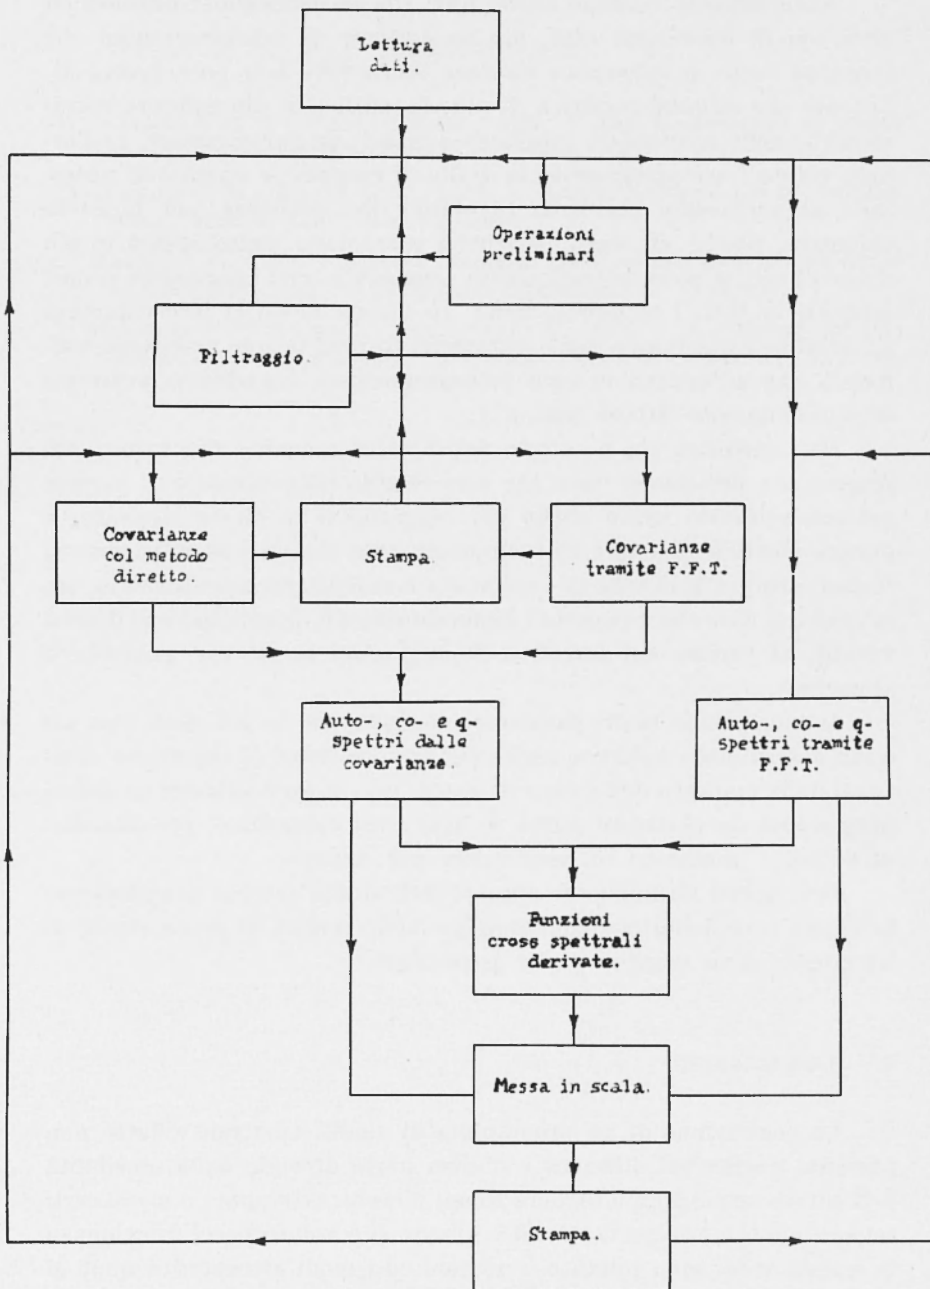 Lettura
dati.
Operazioni
preliminari
Filtraggio.
Covarianze
col metodo
diretto.
Stampa.
Covarianze
tramite F.F.T.
Auto-, co- e q-
spettri dalle
covarianze.
Auto-, co- e q-
spettri tramite
F.F.T.
Funzioni
cross spettrali
derivate.
Messa in scala.
Stampa.